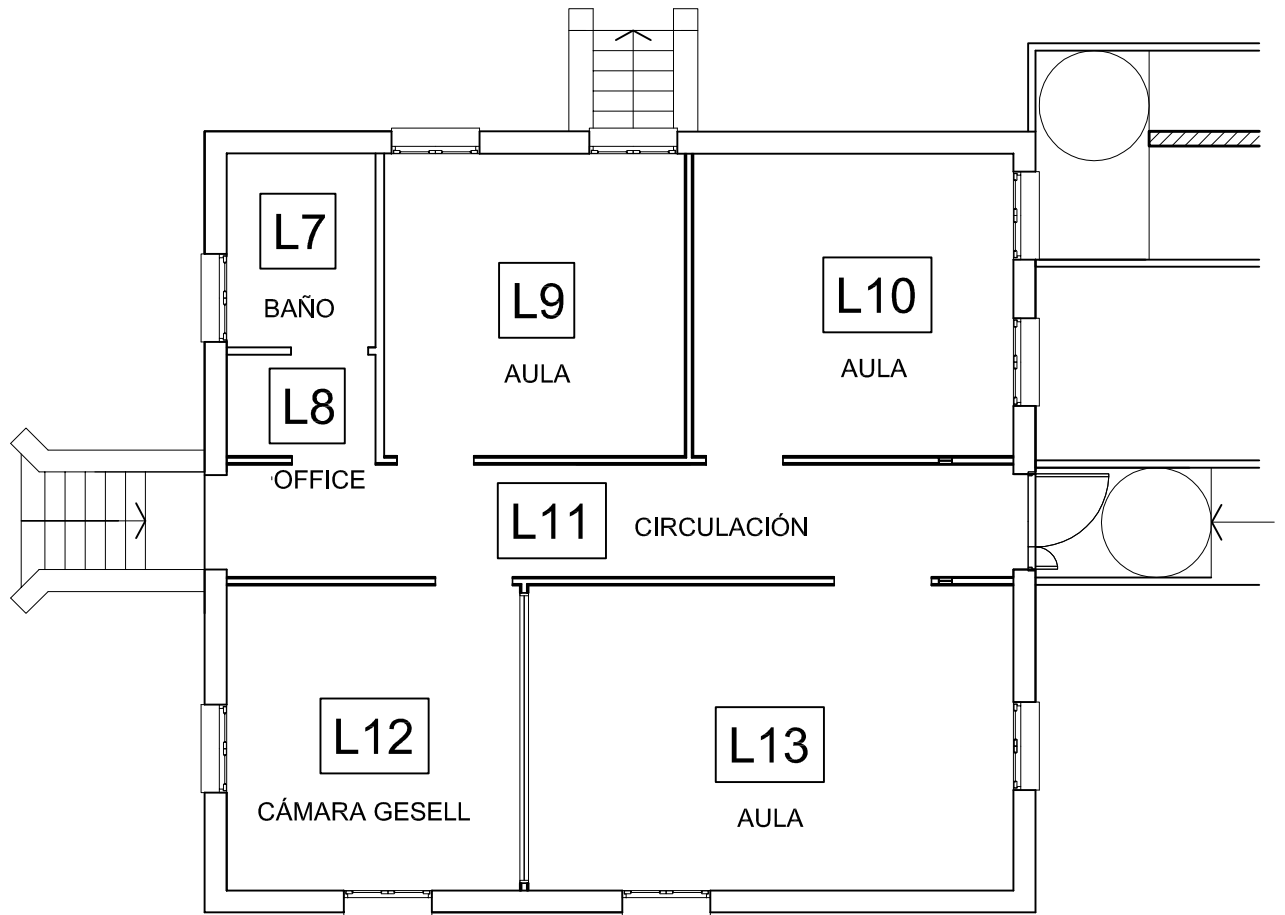 L7
BAÑO
L9
AULA
L10
AULA
L8
OFFICE
L11
CIRCULACIÓN
L12
CÁMARA GESELL
L13
AULA